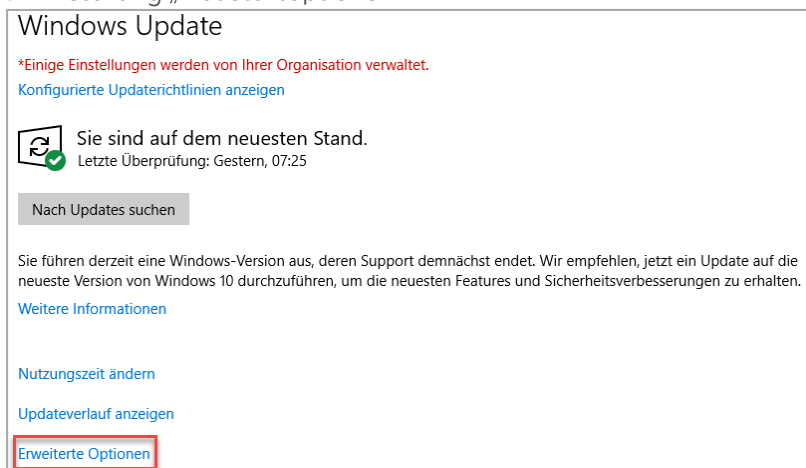 Windows Update
*Einige Einstellungen werden von Ihrer Organisation verwaltet.
Konfigurierte Updaterichtlinien anzeigen
Sie sind auf dem neuesten Stand.
Letzte Überprüfung: Gestern, 07:25
Nach Updates suchen
Sie führen derzeit eine Windows-Version aus, deren Support demnächst endet. Wir empfehlen, jetzt ein Update auf die
neueste Version von Windows 10 durchzuführen, um die neuesten Features und Sicherheitsverbesserungen zu erhalten.
Weitere Informationen
Nutzungszeit ändern
Updateverlauf anzeigen
Erweiterte Optionen